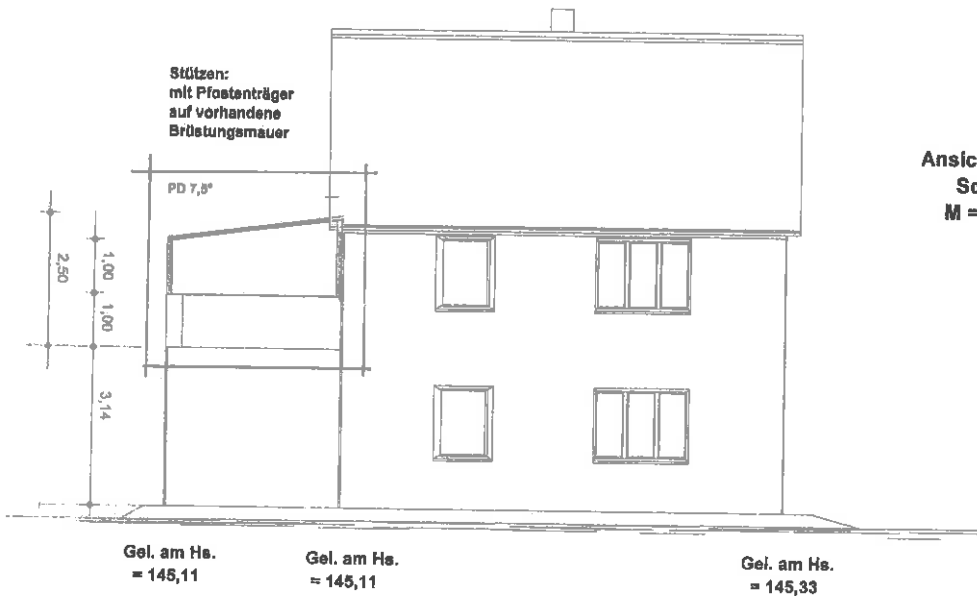 Stützen:
mit Pfostenträger
auf vorhandene
Brüstungsmauer
PD 7,5°
Ansic
Sc
M =
2,50
1,00
1,00
3,14
Gel. am Hs.
= 145,11
Gel. am Hs.
= 145,11
Gel. am Hs.
= 145,33